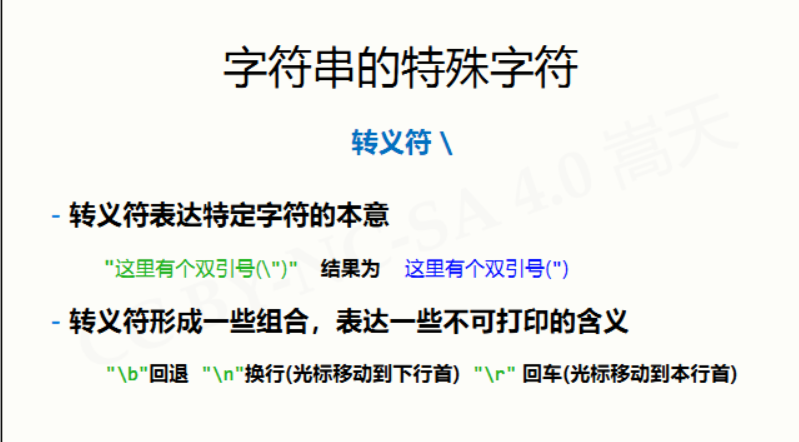 字符串的特殊字符
转义符 \
- 转义符表达特定字符的本意
"这里有个双引号(\")" 结果为 这里有个双引号(")
- 转义符形成一些组合，表达一些不可打印的含义
"\b"回退 "\n"换行(光标移动到下行首) "\r" 回车(光标移动到本行首)
CC BY-NC-SA 4.0 嵩天